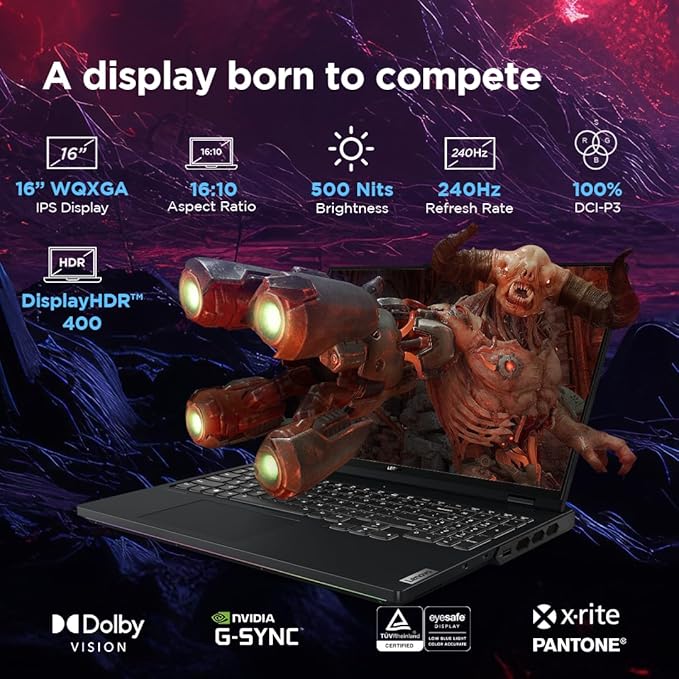 A display born to compete
16"
16" WQXGA
IPS Display
16:10
16:10
Aspect Ratio
500 Nits
Brightness
240Hz
240Hz
Refresh Rate
S
R G
B
100%
DCI-P3
HDR
DisplayHDR™
400
Lenovo
Dolby
VISION
NVIDIA
G-SYNC
TÜVRheinland
CERTIFIED
eyesafe
DISPLAY
LOW BLUE LIGHT
COLOR ACCURATE
x·rite
PANTONE®